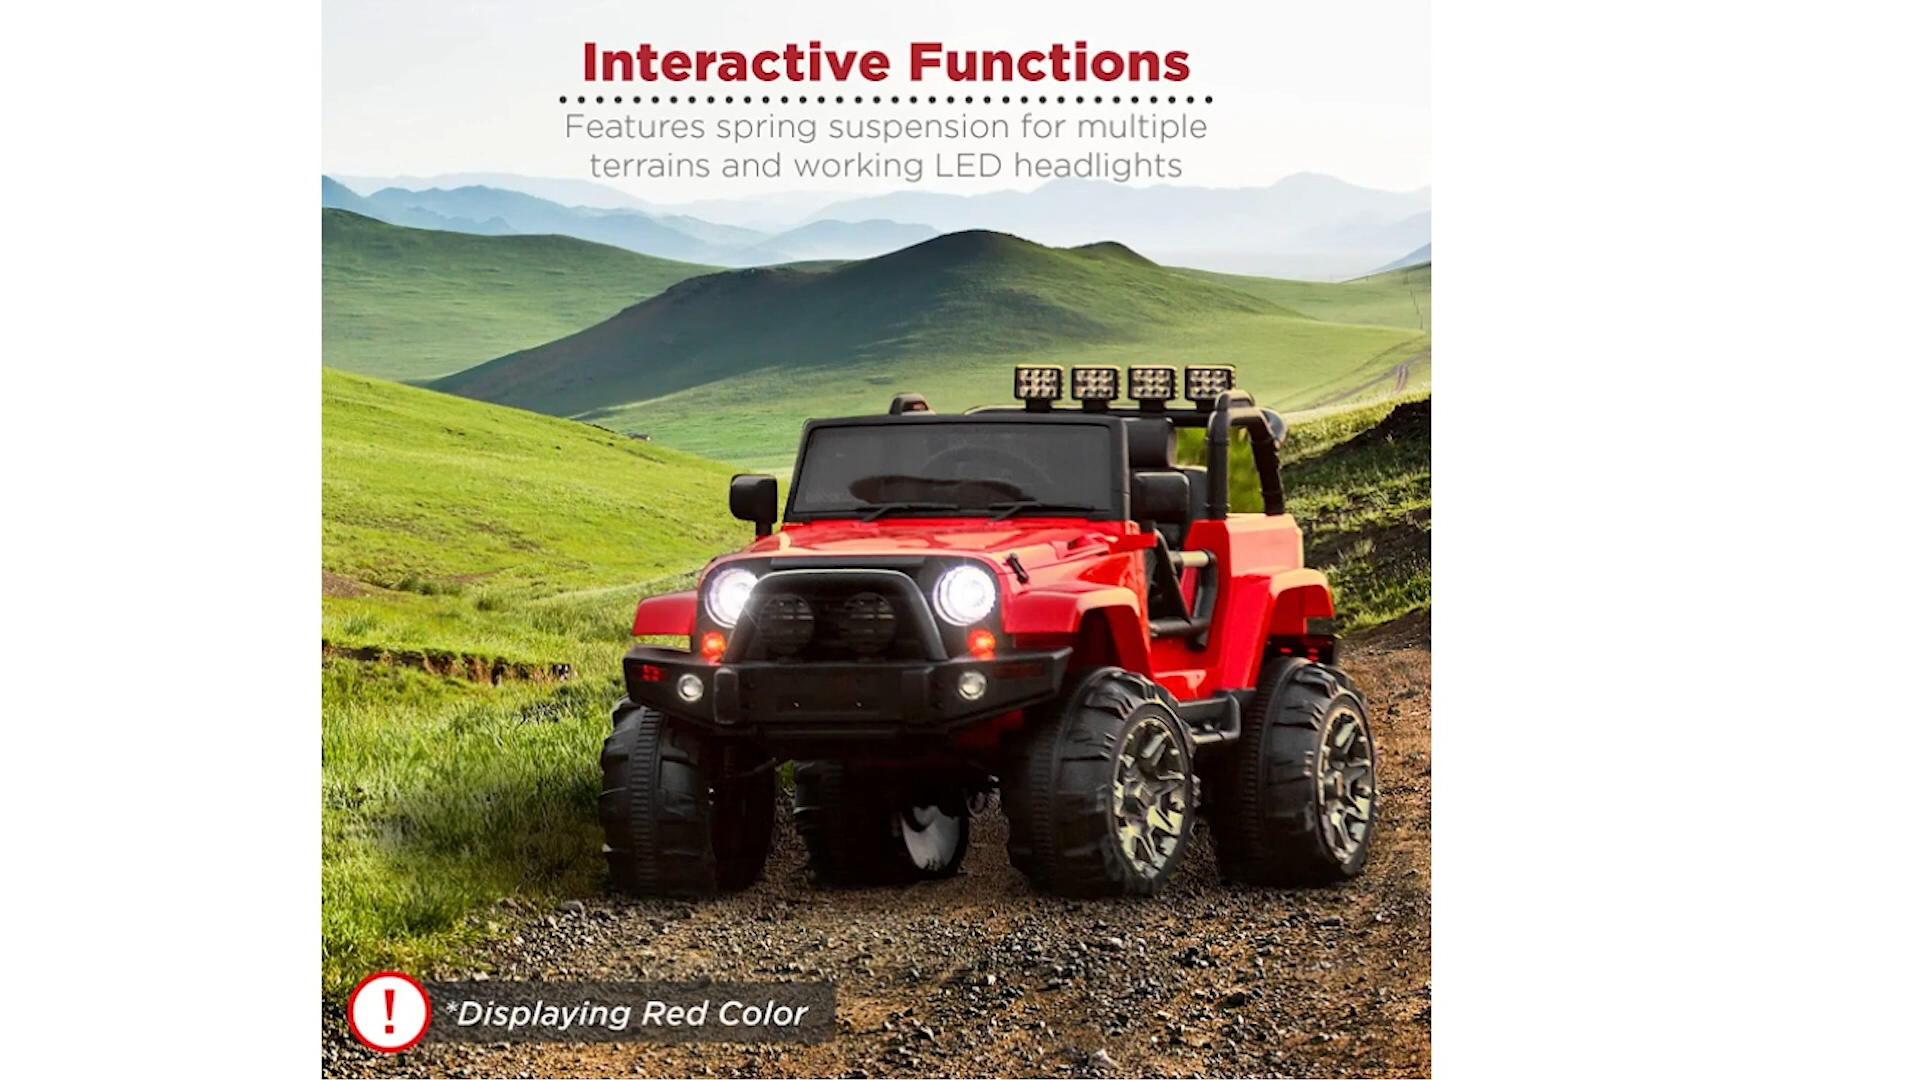 Interactive Functions
Features spring suspension for multiple
terrains and working LED headlights
!
*Displaying Red Color